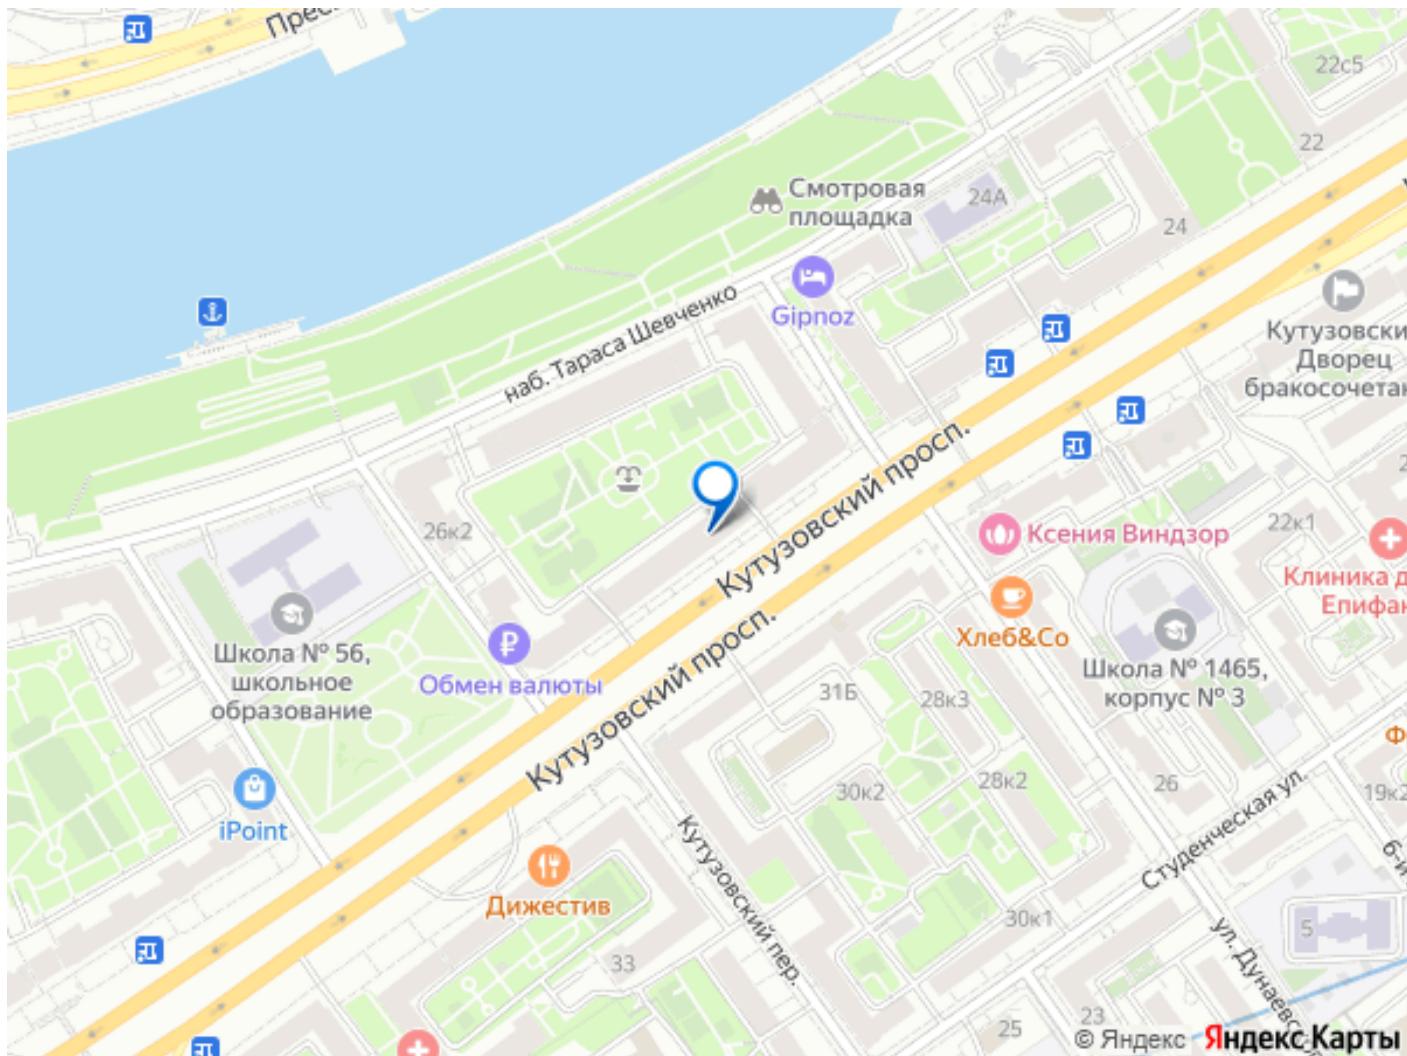 Прес
22с5
22
Смотровая
площадка
24А
24
Gipnoz
наб. Тараса Шевченко
Кутузовски
Дворец
бракосочета
Кутузовский просп.
26к2
22к1
Ксения Виндзор
Клиника д
Епифан
Хлеб&Co
Школа № 56,
школьное
образование
Обмен валюты
Кутузовский просп.
Школа № 1465,
корпус № 3
31Б
28к3
28к2
30к2
26
19к2
iPoint
Студенческая ул.
6-й
Кутузовский пер.
Дижестив
30к1
5
33
ул. Дунаевс
23
25
© Яндекс Яндекс Карты